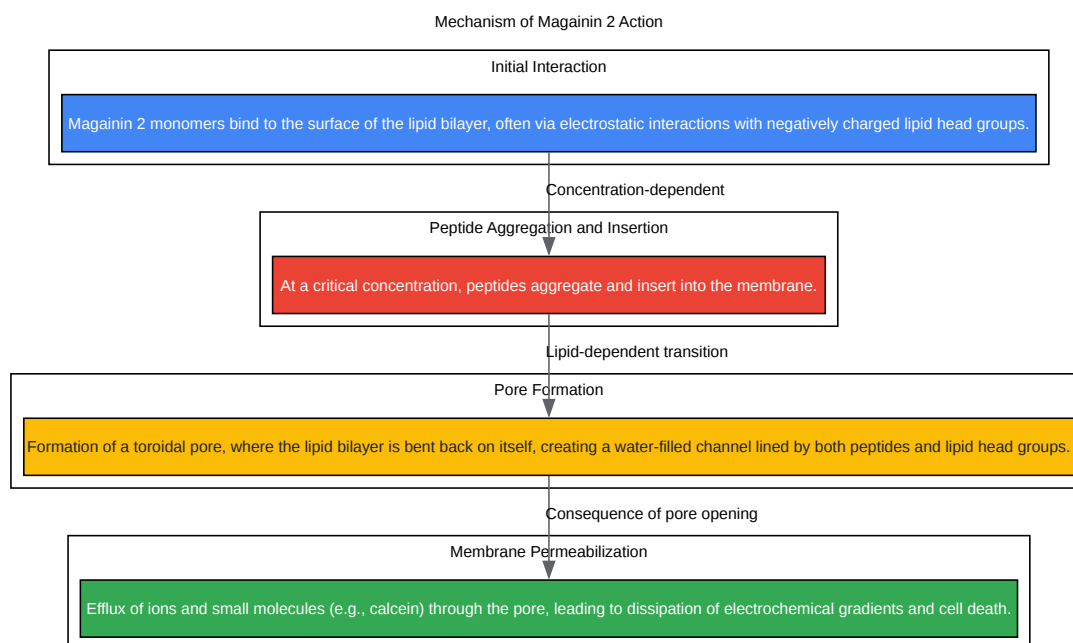 Mechanism of Magainin 2 Action
Initial Interaction
Magainin 2 monomers bind to the surface of the lipid bilayer, often via electrostatic interactions with negatively charged lipid head groups.
Concentration-dependent
Peptide Aggregation and Insertion
At a critical concentration, peptides aggregate and insert into the membrane.
Lipid-dependent transition
Pore Formation
Formation of a toroidal pore, where the lipid bilayer is bent back on itself, creating a water-filled channel lined by both peptides and lipid head groups.
Consequence of pore opening
Membrane Permeabilization
Efflux of ions and small molecules (e.g., calcein) through the pore, leading to dissipation of electrochemical gradients and cell death.